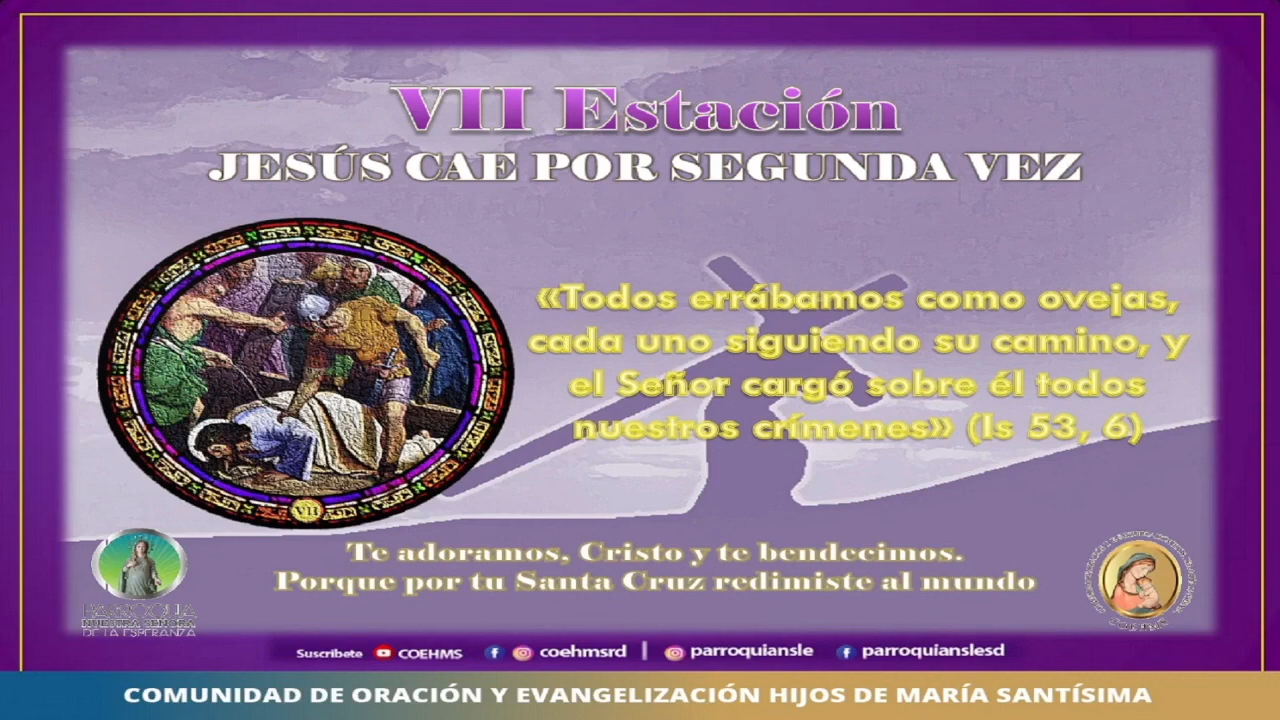 VII Estación
JESÚS CAE POR SEGUNDA VEZ
«Todos errábamos como ovejas,
cada uno siguiendo su camino, y
el Señor cargó sobre él todos
nuestros crímenes» (Is 53, 6)
VII
Te adoramos, Cristo y te bendecimos.
Porque por tu Santa Cruz redimiste al mundo
PARROQUIA
NUESTRA SEÑORA
DE LA ESPERANZA
COEHMS
Suscribete COEHMS coehmsrd | parroquiansle parroquianslesd
COMUNIDAD DE ORACIÓN Y EVANGELIZACIÓN HIJOS DE MARÍA SANTÍSIMA